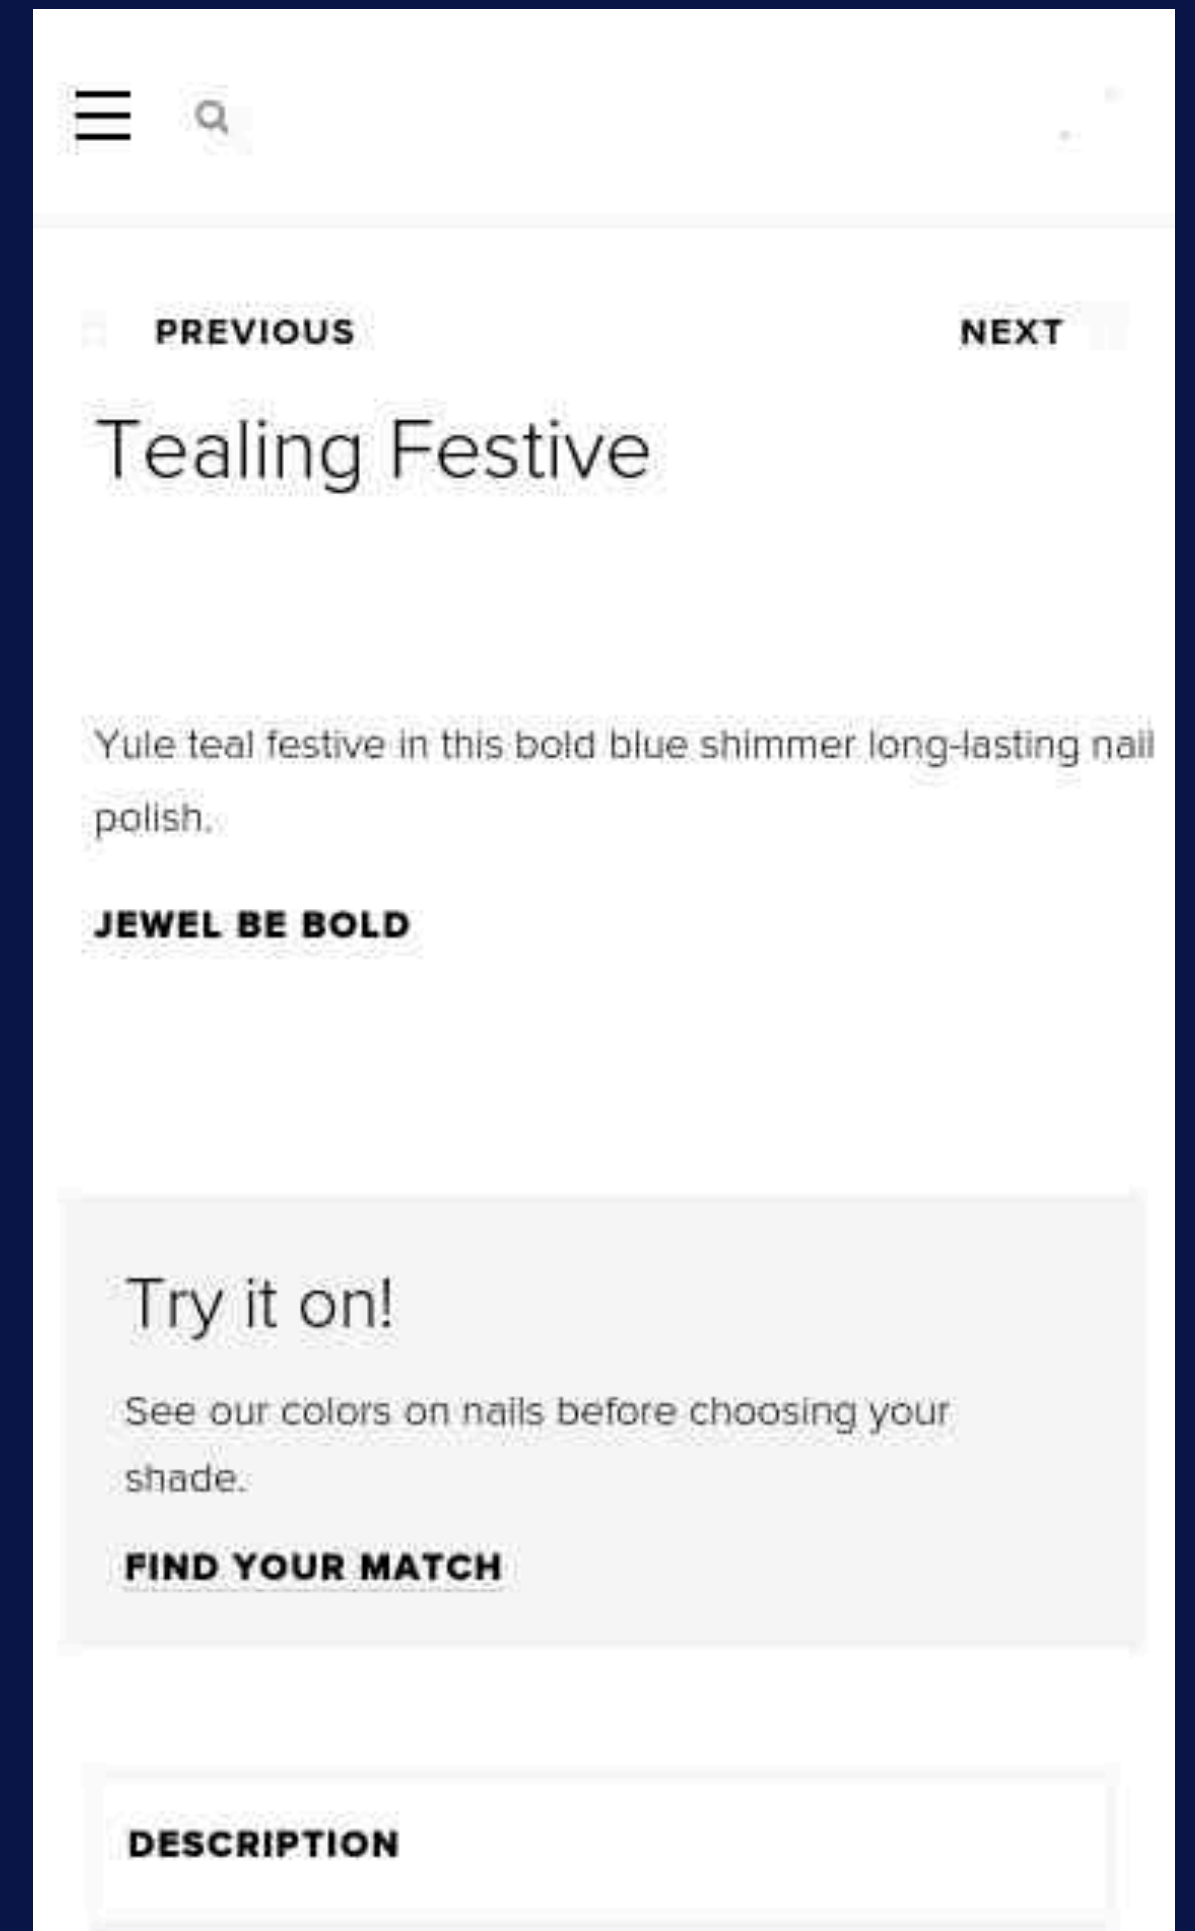 PREVIOUS
NEXT
Tealing Festive
Yule teal festive in this bold blue shimmer long-lasting nail
polish.
JEWEL BE BOLD
Try it on!
See our colors on nails before choosing your
shade.
FIND YOUR MATCH
DESCRIPTION